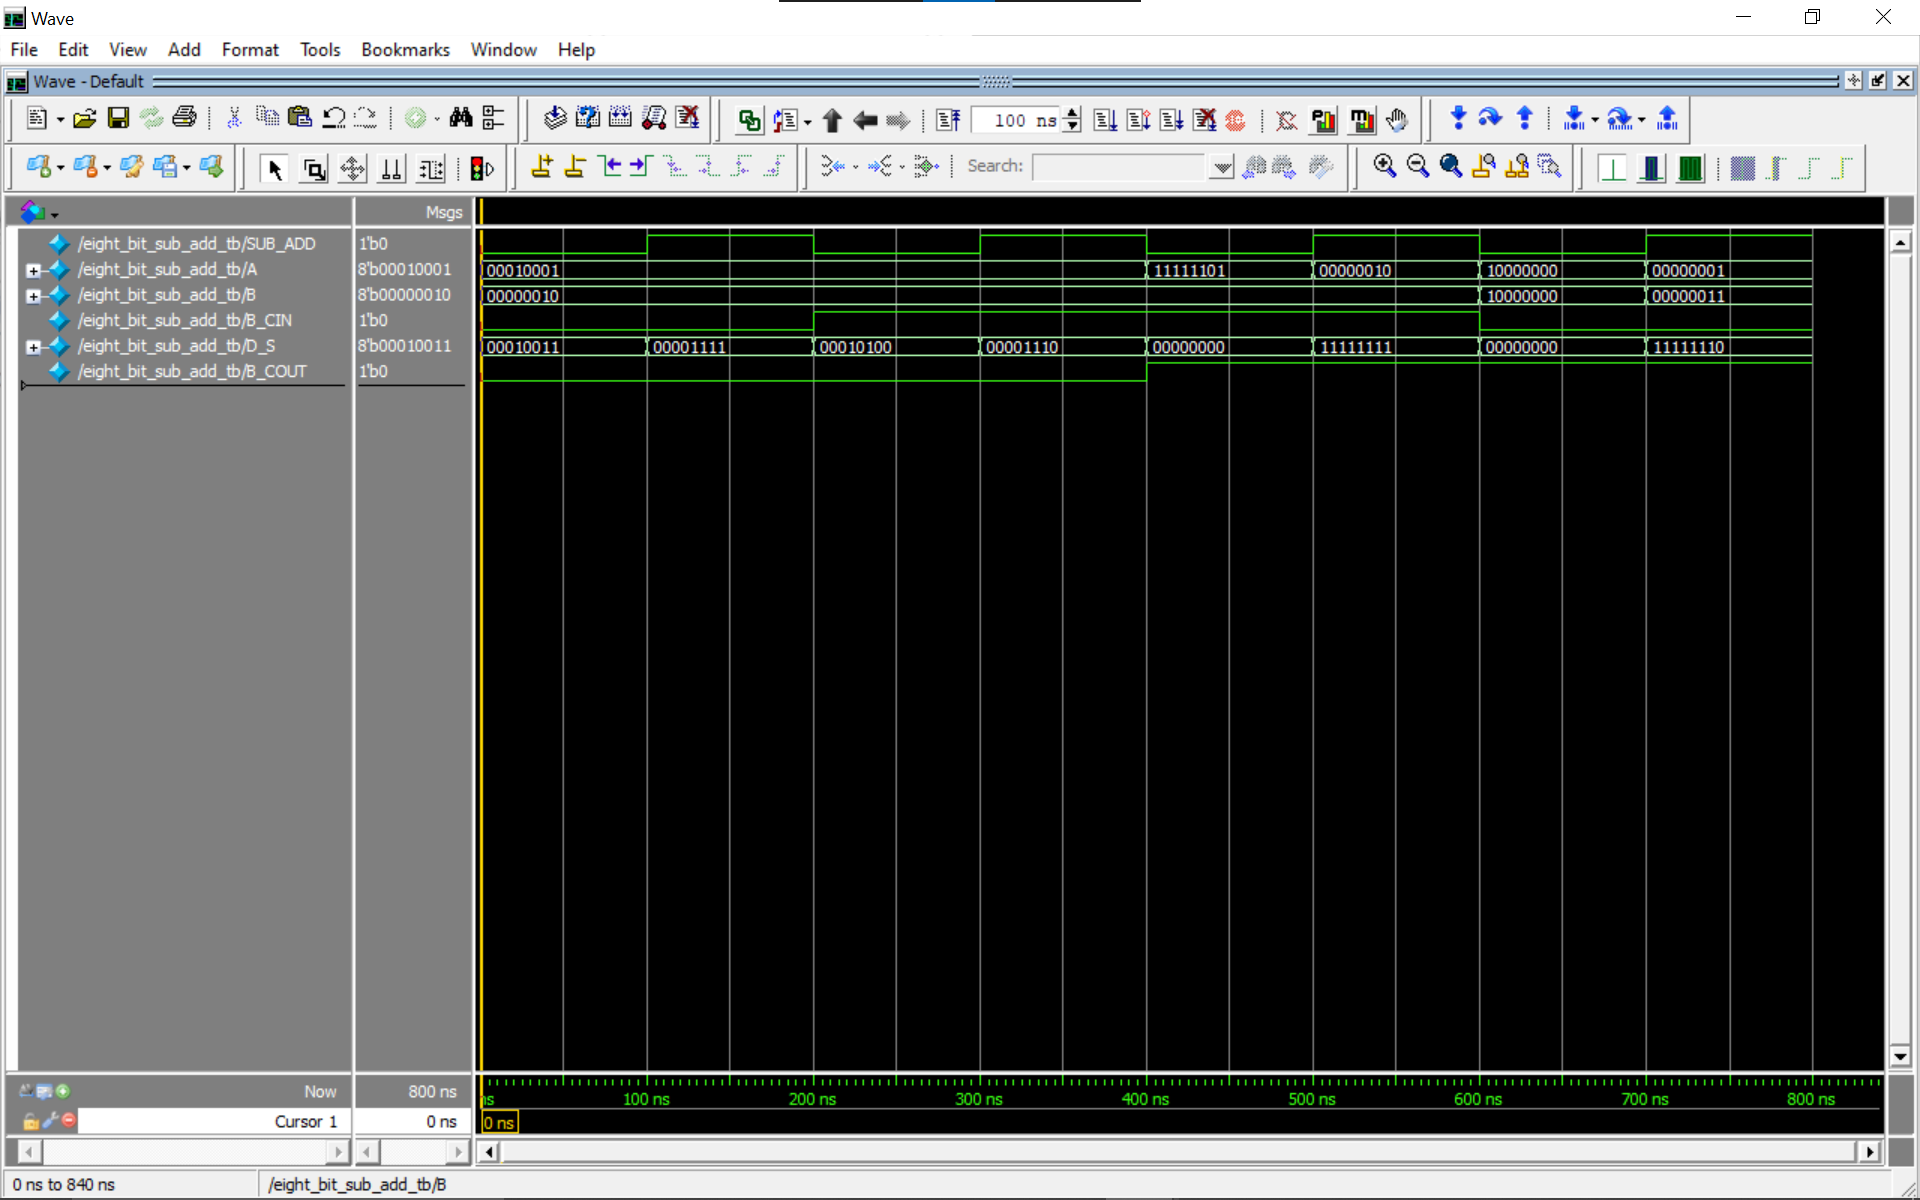 Wave
File Edit View Add Format Tools Bookmarks Window Help
Wave - Default
100 ns
Search:
Msgs
/eight_bit_sub_add_tb/SUB_ADD 1'b0
/eight_bit_sub_add_tb/A 8'b00010001 00010001 11111101 00000010 10000000 00000001
/eight_bit_sub_add_tb/B 8'b00000010 00000010 10000000 00000011
/eight_bit_sub_add_tb/B_CIN 1'b0
/eight_bit_sub_add_tb/D_S 8'b00010011 00010011 00001111 00010100 00001110 00000000 11111111 00000000 11111110
/eight_bit_sub_add_tb/B_COUT 1'b0
Now 800 ns
ns 100 ns 200 ns 300 ns 400 ns 500 ns 600 ns 700 ns 800 ns
Cursor 1 0 ns 0 ns
0 ns to 840 ns /eight_bit_sub_add_tb/B